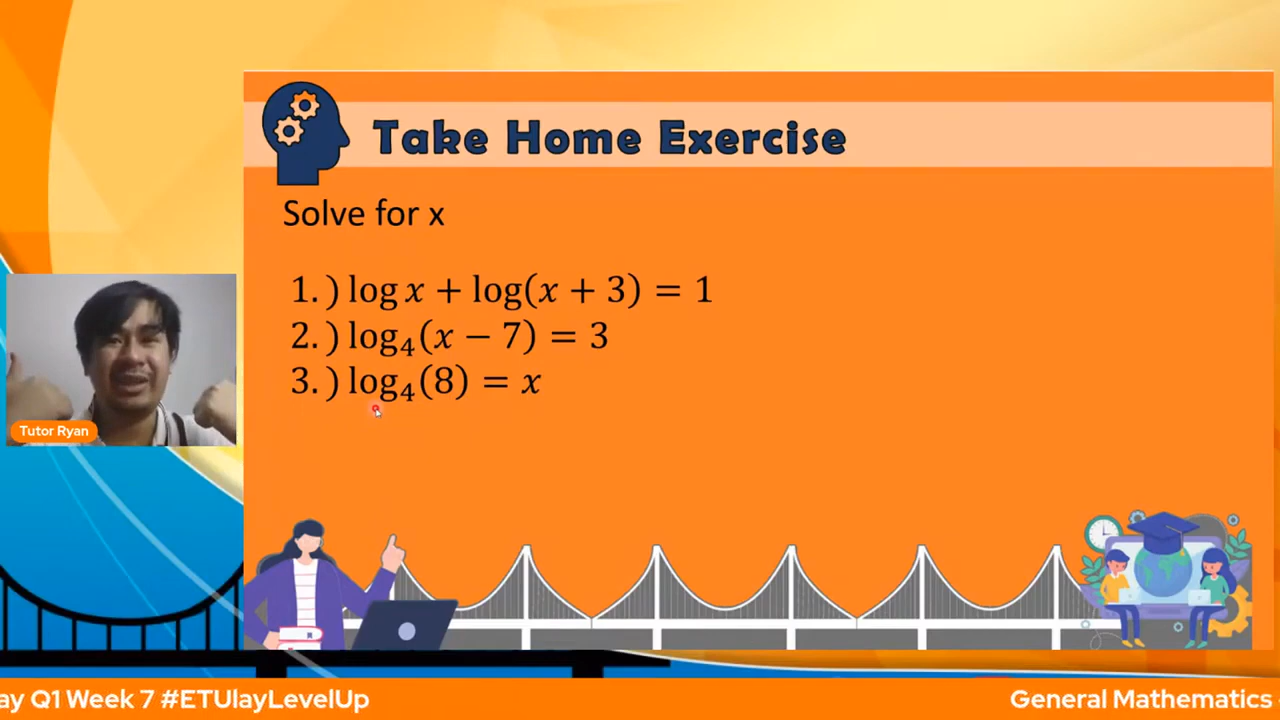 Take Home Exercise
Solve for x
1.) log x + log(x + 3) = 1
2.) log₄(x − 7) = 3
3.) log₄(8) = x
Tutor Ryan
ay Q1 Week 7 #ETUlayLevelUp
General Mathematics